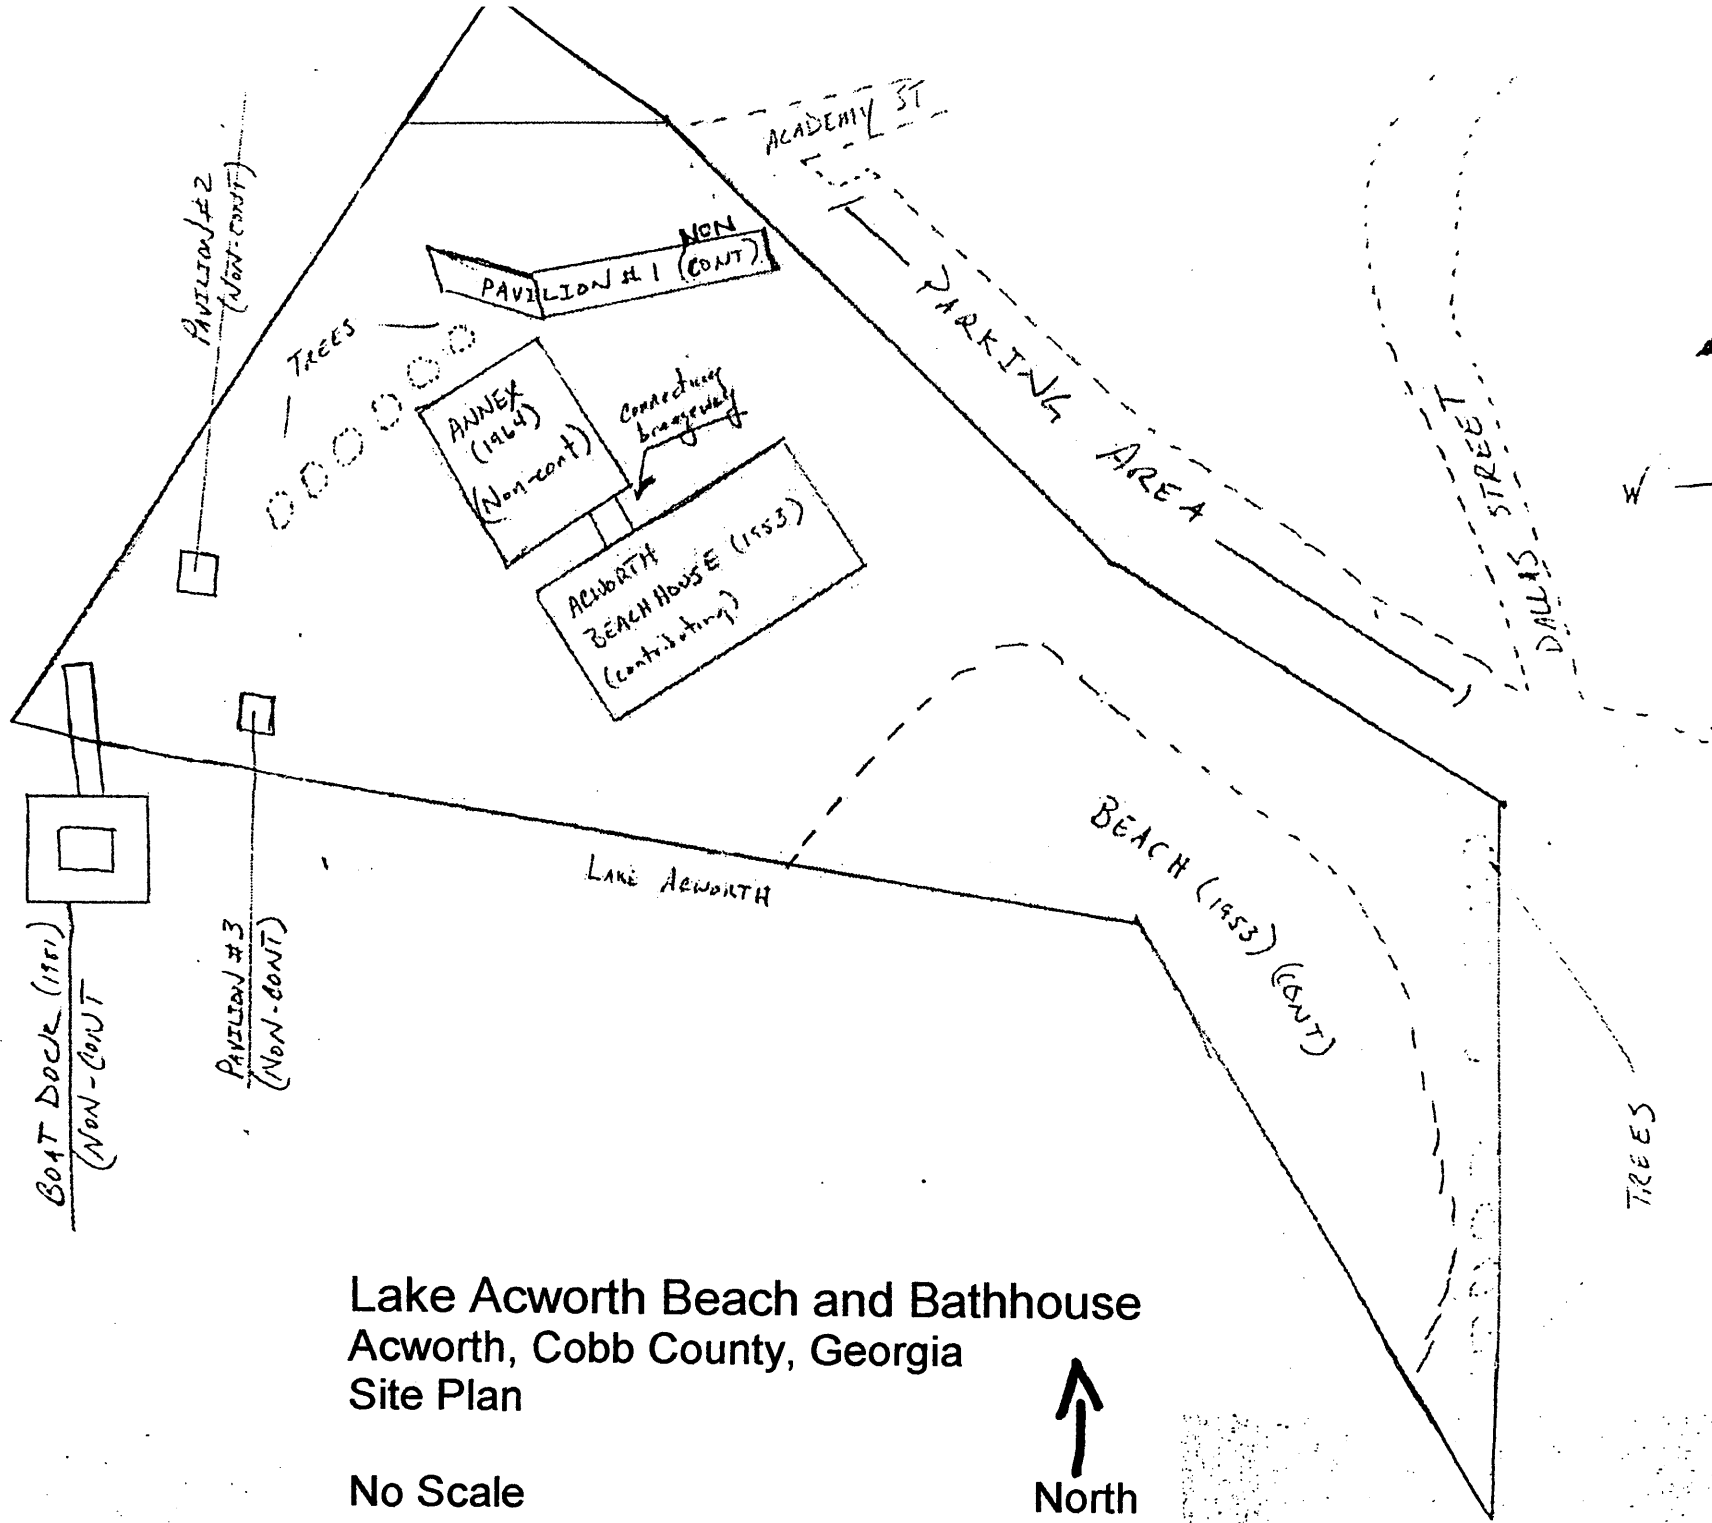 ACADEMY ST
PAVILION #2
(NON-CONT)
NON
PAVILION #1 (CONT)
TREES
PARKING AREA
ANNEX
(1964)
(Non-cont)
connecting
breezeway
DALLAS STREET
W
ACWORTH
BEACH HOUSE (1953)
(contributing)
BEACH (1953) (CONT)
LAKE ACWORTH
BOAT DOCK (1981)
(NON-CONT
PAVILION #3
(NON-CONT)
TREES
Lake Acworth Beach and Bathhouse
Acworth, Cobb County, Georgia
Site Plan
No Scale
North